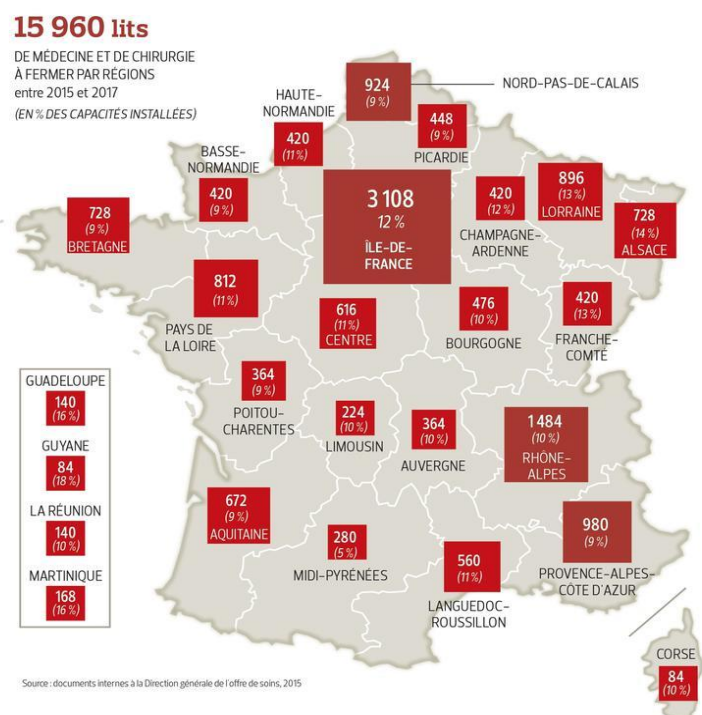 15 960 lits
DE MÉDECINE ET DE CHIRURGIE
À FERMER PAR RÉGIONS
entre 2015 et 2017
(EN % DES CAPACITÉS INSTALLÉES)
924
(9 %)
NORD-PAS-DE-CALAIS
HAUTE-
NORMANDIE
420
(11 %)
448
(9 %)
PICARDIE
BASSE-
NORMANDIE
420
(9 %)
3 108
12 %
ÎLE-DE-
FRANCE
420
(12 %)
CHAMPAGNE-
ARDENNE
896
(13 %)
LORRAINE
728
(14 %)
ALSACE
728
(9 %)
BRETAGNE
812
(11 %)
PAYS DE
LA LOIRE
616
(11 %)
CENTRE
476
(10 %)
BOURGOGNE
420
(13 %)
FRANCHE-
COMTÉ
364
(9 %)
POITOU-
CHARENTES
224
(10 %)
LIMOUSIN
364
(10 %)
AUVERGNE
1 484
(10 %)
RHÔNE-
ALPES
672
(9 %)
AQUITAINE
280
(5 %)
MIDI-PYRÉNÉES
560
(11 %)
LANGUEDOC-
ROUSSILLON
980
(9 %)
PROVENCE-ALPES-
CÔTE D'AZUR
CORSE
84
(10 %)
GUADELOUPE
140
(16 %)
GUYANE
84
(18 %)
LA RÉUNION
140
(10 %)
MARTINIQUE
168
(16 %)
Source : documents internes à la Direction générale de l'offre de soins, 2015